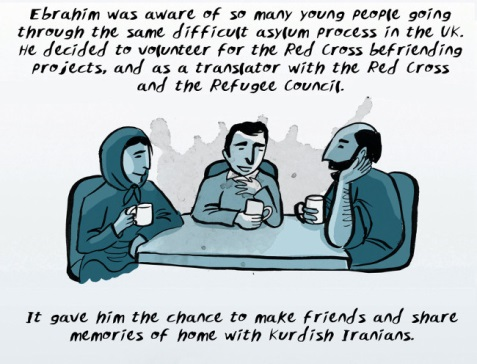 Ebrahim was aware of so many young people going
through the same difficult asylum process in the UK.
He decided to volunteer for the Red Cross befriending
projects, and as a translator with the Red Cross
and the Refugee Council.
It gave him the chance to make friends and share
memories of home with Kurdish Iranians.